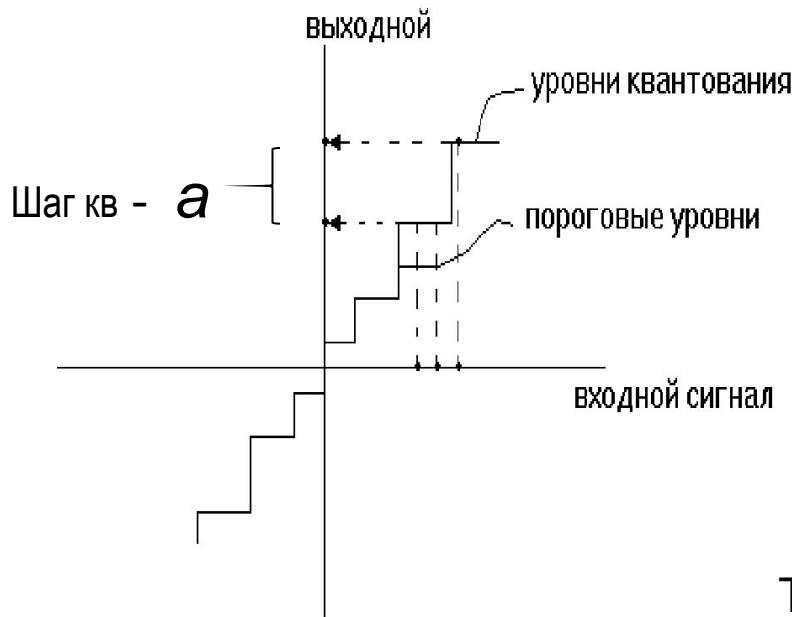 выходной
уровни квантования
Шаг кв - a
пороговые уровни
входной сигнал